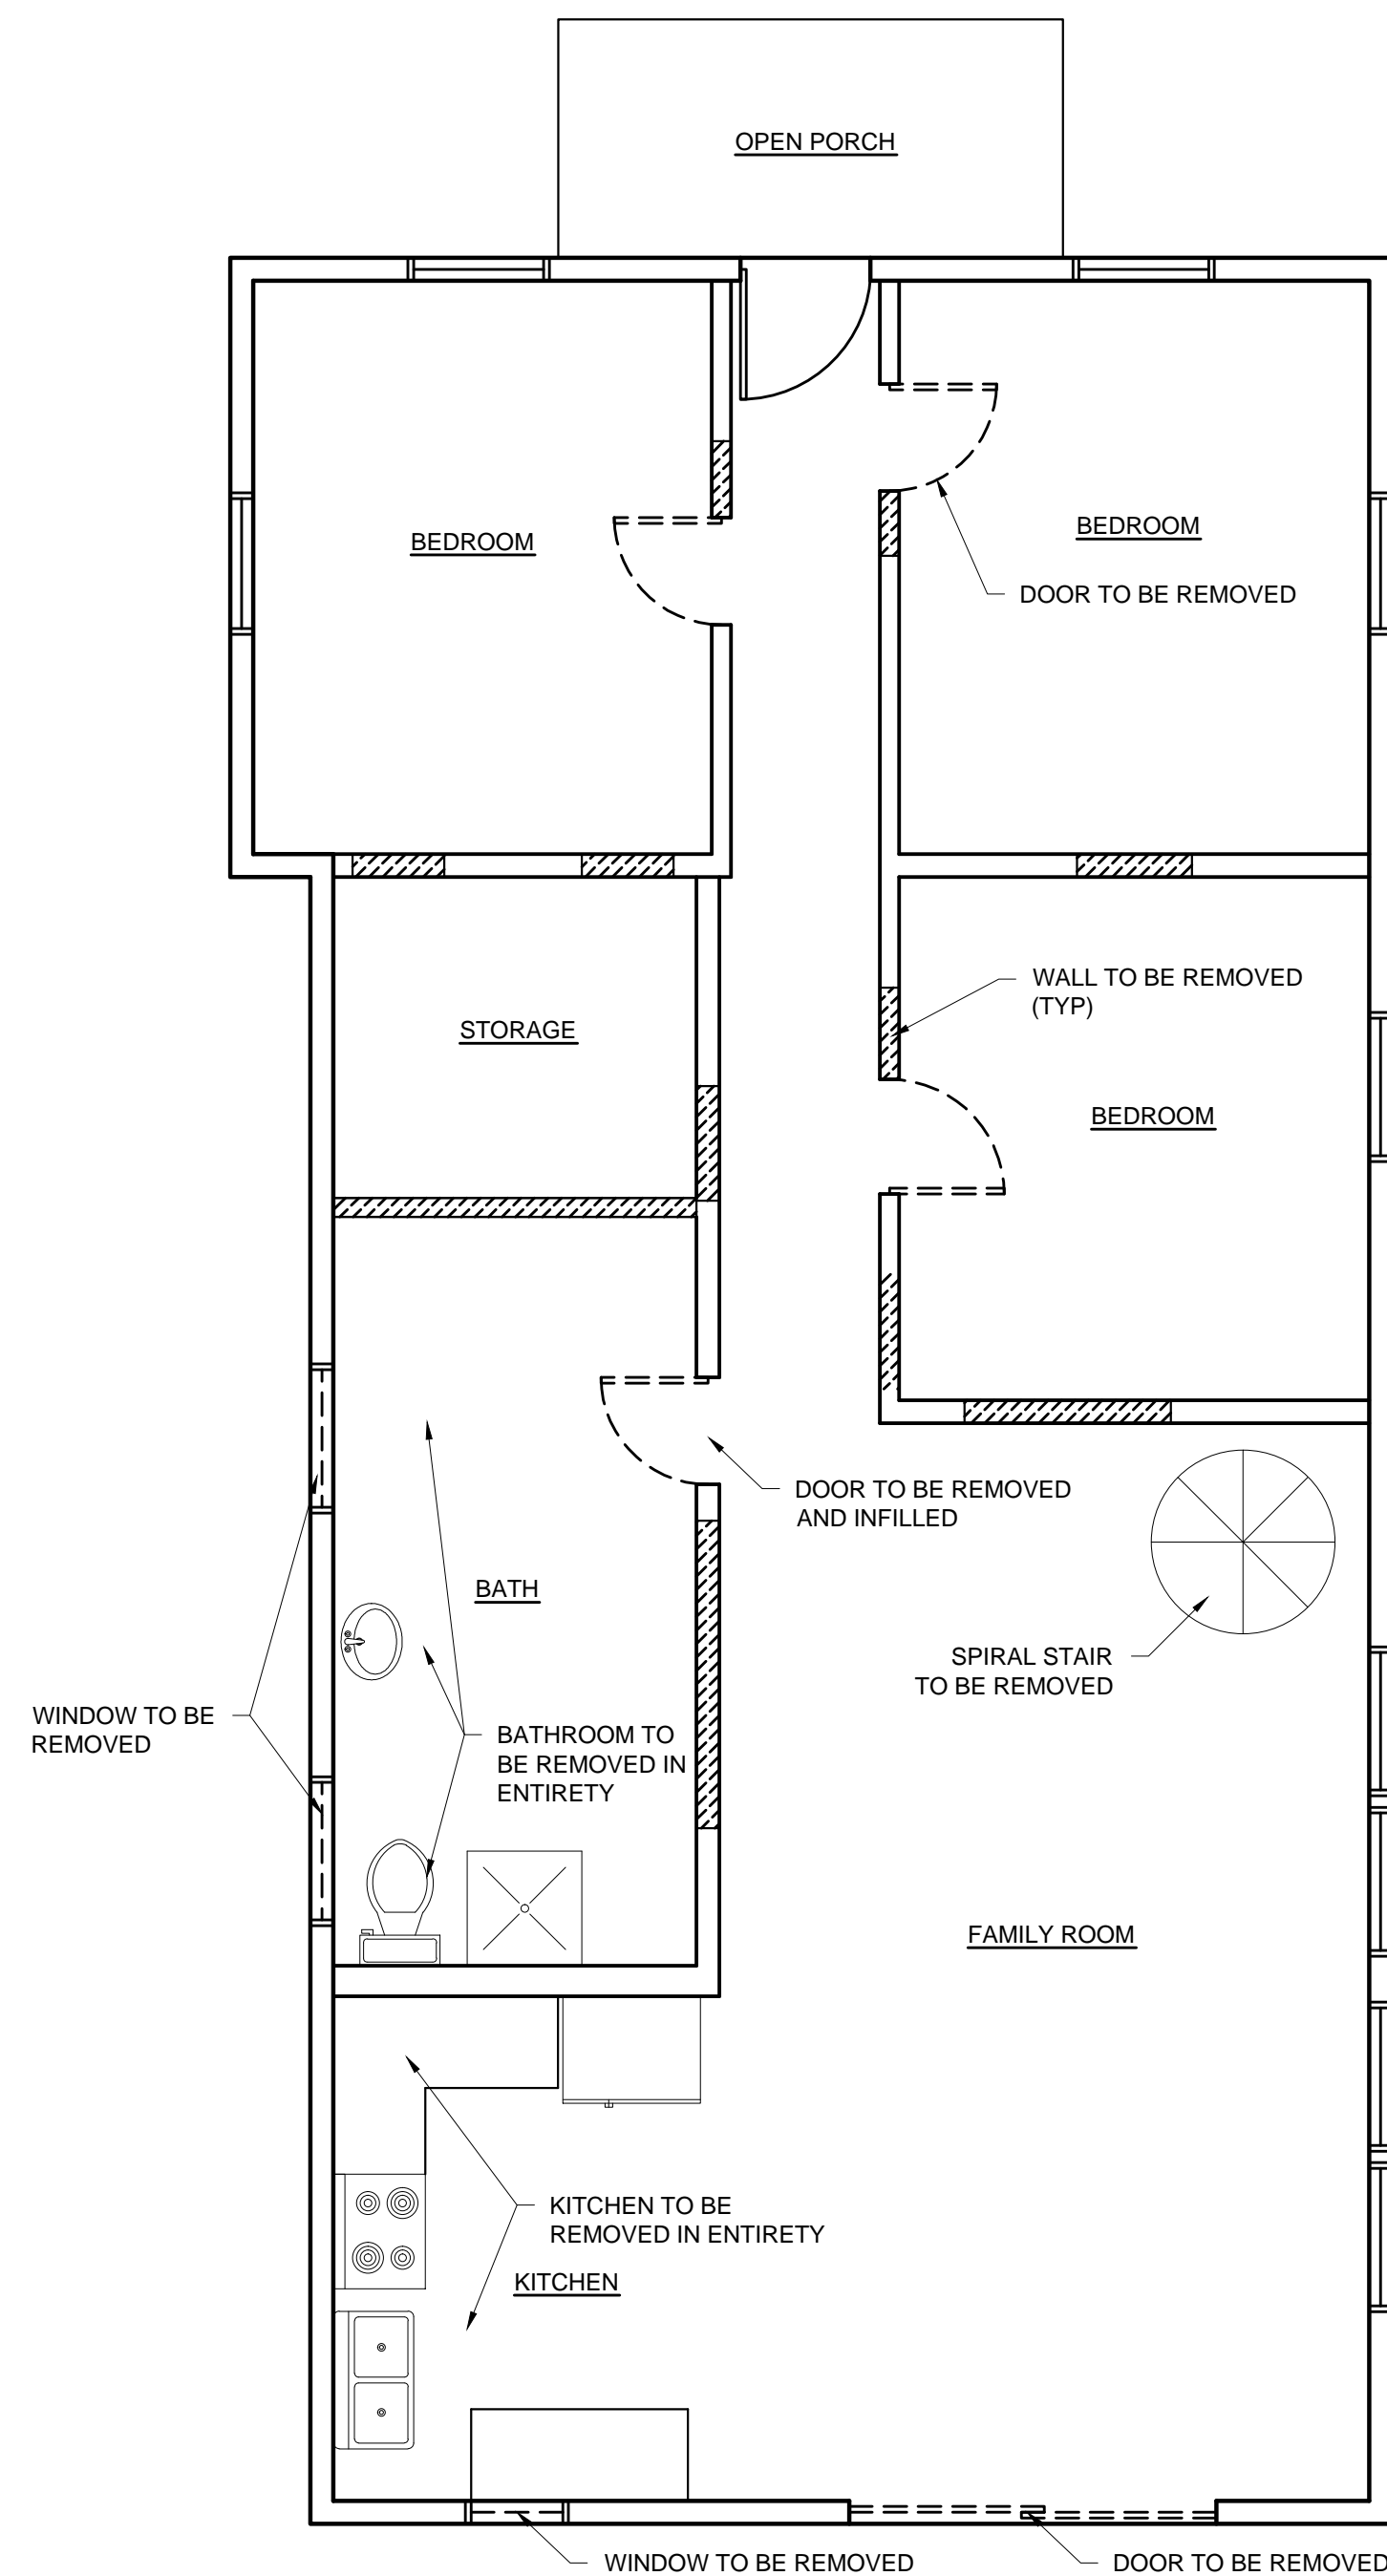 OPEN PORCH
BEDROOM
BEDROOM
DOOR TO BE REMOVED
WALL TO BE REMOVED
(TYP)
STORAGE
BEDROOM
DOOR TO BE REMOVED
AND INFILLED
BATH
SPIRAL STAIR
TO BE REMOVED
WINDOW TO BE
REMOVED
BATHROOM TO
BE REMOVED IN
ENTIRETY
FAMILY ROOM
KITCHEN TO BE
REMOVED IN ENTIRETY
KITCHEN
WINDOW TO BE REMOVED
DOOR TO BE REMOVED